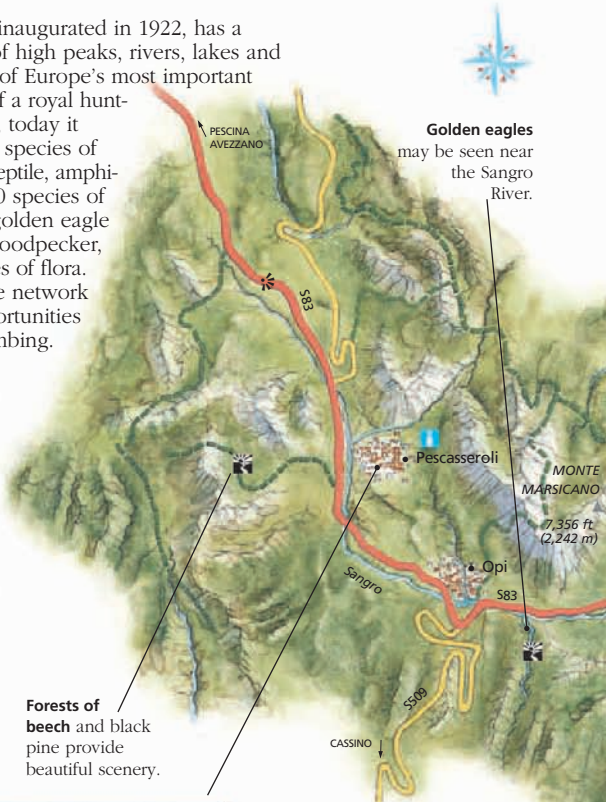 inaugurated in 1922, has a
of high peaks, rivers, lakes and
of Europe's most important
f a royal hunt-
today it
species of
eptile, amphi-
0 species of
golden eagle
oodpecker,
es of flora.
e network
portunities
mbing.
PESCINA
AVEZZANO
Golden eagles
may be seen near
the Sangro
River.
S83
Pescasseroli
MONTE
MARSICANO
7,356 ft
(2,242 m)
Opi
Sangro
S83
S509
CASSINO
Forests of
beech and black
pine provide
beautiful scenery.